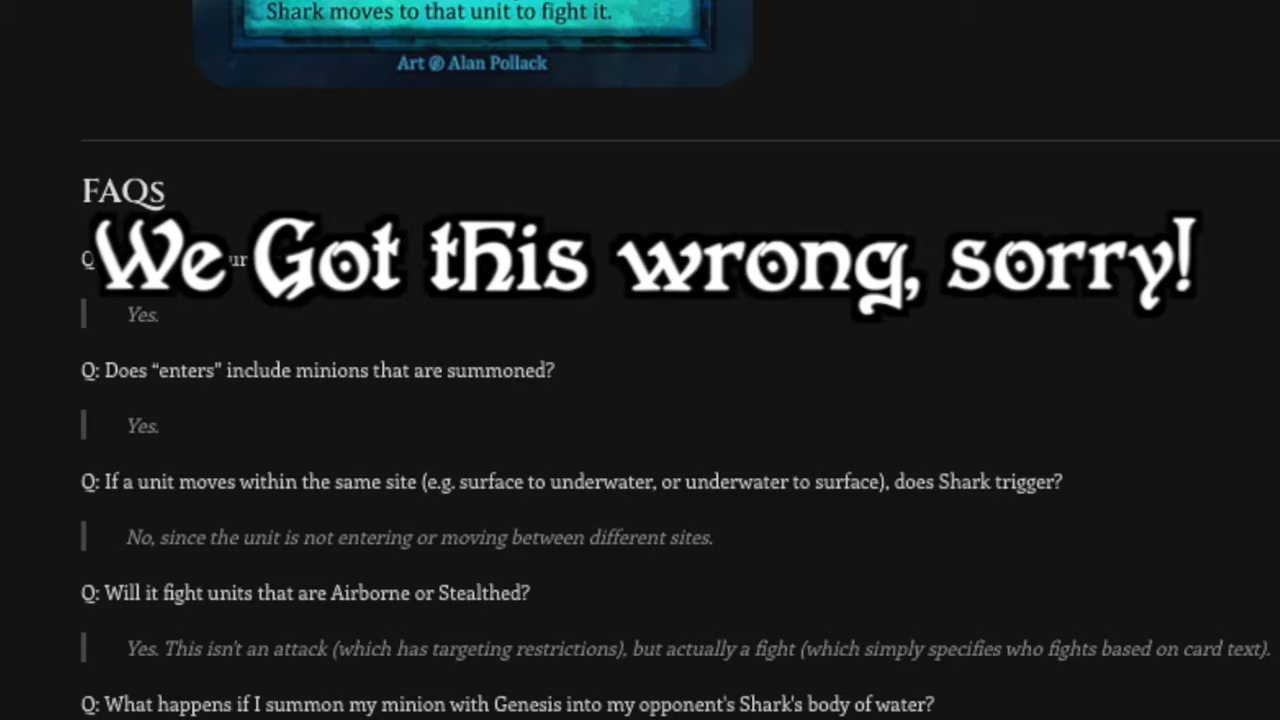 Shark moves to that unit to fight it.
Art @ Alan Pollack
FAQs
We Got this wrong, sorry!
Yes.
Q: Does “enters” include minions that are summoned?
Yes.
Q: If a unit moves within the same site (e.g. surface to underwater, or underwater to surface), does Shark trigger?
No, since the unit is not entering or moving between different sites.
Q: Will it fight units that are Airborne or Stealthed?
Yes. This isn't an attack (which has targeting restrictions), but actually a fight (which simply specifies who fights based on card text).
Q: What happens if I summon my minion with Genesis into my opponent's Shark's body of water?